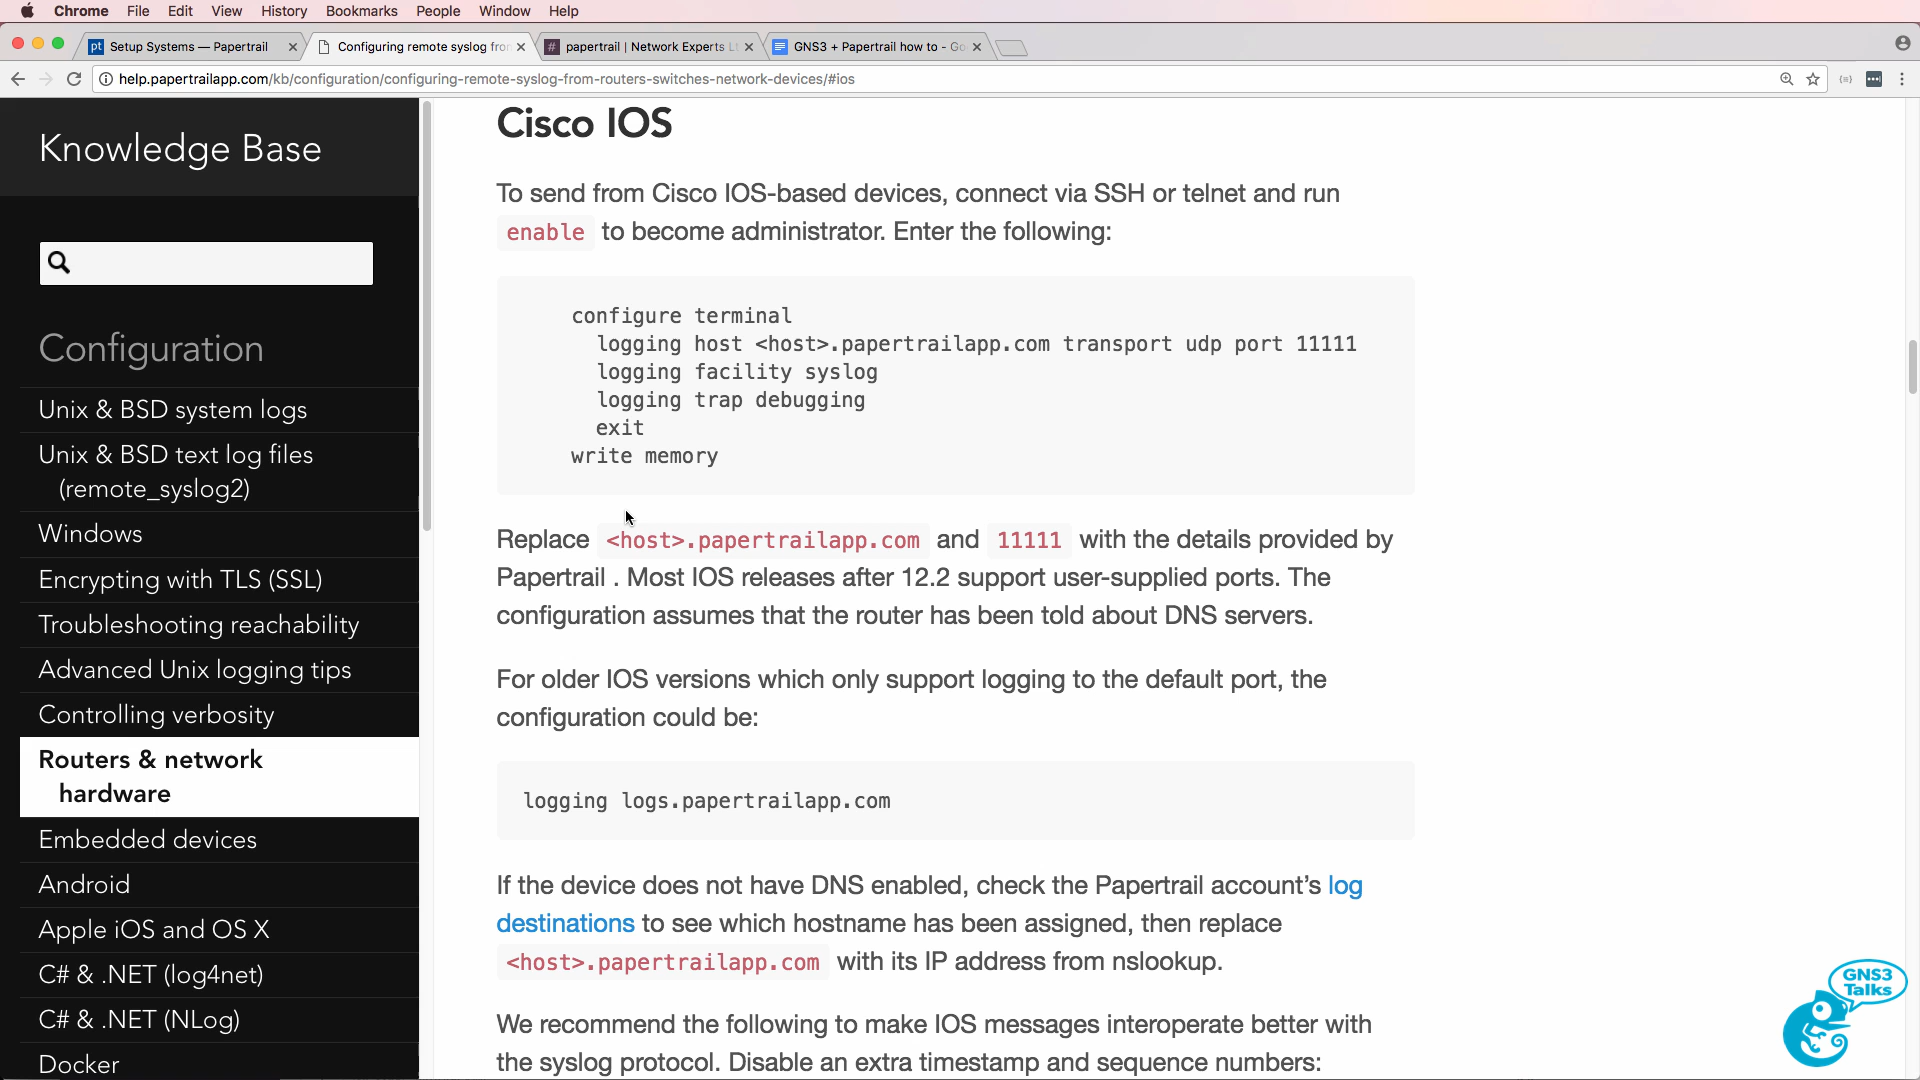 Chrome File Edit View History Bookmarks People Window Help
pt Setup Systems — Papertrail
Configuring remote syslog fror
papertrail | Network Experts Lt
GNS3 + Papertrail how to - Go
help.papertrailapp.com/kb/configuration/configuring-remote-syslog-from-routers-switches-network-devices/#ios
Knowledge Base
Configuration
Unix & BSD system logs
Unix & BSD text log files
(remote_syslog2)
Windows
Encrypting with TLS (SSL)
Troubleshooting reachability
Advanced Unix logging tips
Controlling verbosity
Routers & network
hardware
Embedded devices
Android
Apple iOS and OS X
C# & .NET (log4net)
C# & .NET (NLog)
Docker
Cisco IOS
To send from Cisco IOS-based devices, connect via SSH or telnet and run
enable to become administrator. Enter the following:
configure terminal
logging host <host>.papertrailapp.com transport udp port 11111
logging facility syslog
logging trap debugging
exit
write memory
Replace <host>.papertrailapp.com and 11111 with the details provided by
Papertrail . Most IOS releases after 12.2 support user-supplied ports. The
configuration assumes that the router has been told about DNS servers.
For older IOS versions which only support logging to the default port, the
configuration could be:
logging logs.papertrailapp.com
If the device does not have DNS enabled, check the Papertrail account’s log
destinations to see which hostname has been assigned, then replace
<host>.papertrailapp.com with its IP address from nslookup.
We recommend the following to make IOS messages interoperate better with
the syslog protocol. Disable an extra timestamp and sequence numbers:
GNS3
Talks